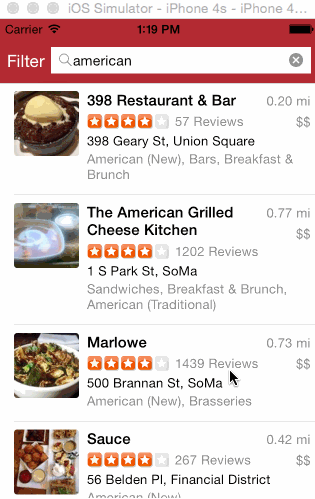 iOS Simulator - iPhone 4s - iPhone 4...
Carrier 1:19 PM
Filter american
398 Restaurant & Bar 0.20 mi
57 Reviews $$
398 Geary St, Union Square
American (New), Bars, Breakfast &
Brunch
The American Grilled 0.77 mi
Cheese Kitchen $$
1202 Reviews
1 S Park St, SoMa
Sandwiches, Breakfast & Brunch,
American (Traditional)
Marlowe 0.73 mi
1439 Reviews $$
500 Brannan St, SoMa
American (New), Brasseries
Sauce 0.42 mi
267 Reviews $$
56 Belden Pl, Financial District
American (New)